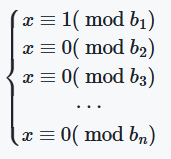 x ≡ 1( mod b₁)
x ≡ 0( mod b₂)
x ≡ 0( mod b₃)
⋯
x ≡ 0( mod bₙ)